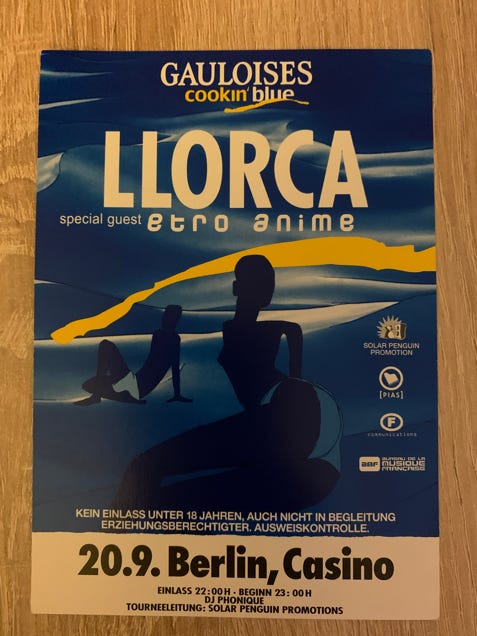 GAULOISES
cookin' blue
LLORCA
special guest etro anime
SOLAR PENGUIN
PROMOTION
[PIAS]
F
communications
BBF BUREAU DE LA
MUSIQUE
FRANÇAISE
KEIN EINLASS UNTER 18 JAHREN, AUCH NICHT IN BEGLEITUNG
ERZIEHUNGSBERECHTIGTER. AUSWEISKONTROLLE.
20.9. Berlin, Casino
EINLASS 22:00H · BEGINN 23:00H
DJ PHONIQUE
TOURNEELEITUNG: SOLAR PENGUIN PROMOTIONS